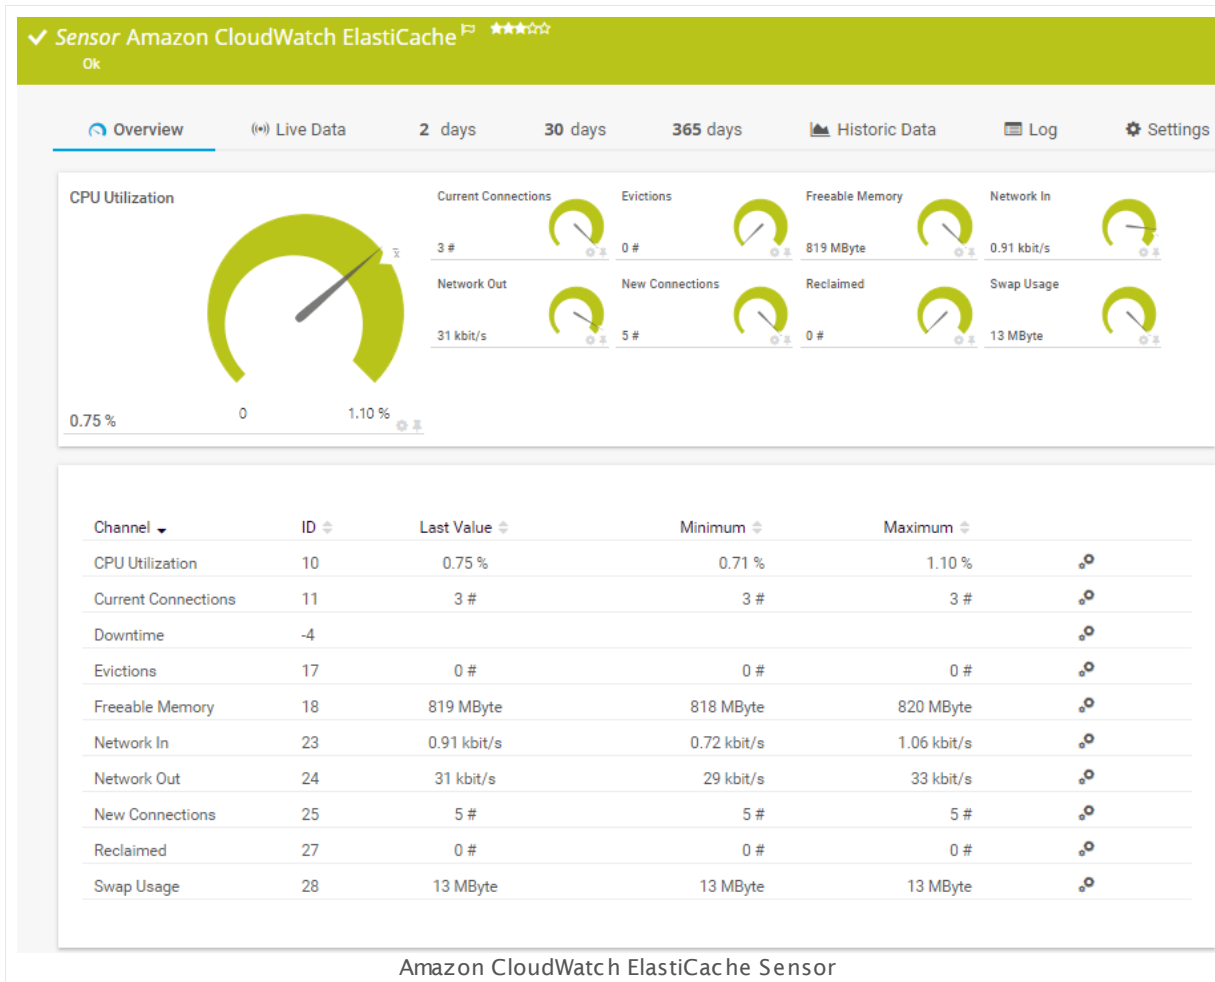 Sensor Amazon CloudWatch ElastiCache
Ok
Overview Live Data 2 days 30 days 365 days Historic Data Log Settings
CPU Utilization
0.75 %
0
1.10 %
x
Current Connections
3 #
Evictions
0 #
Freeable Memory
819 MByte
Network In
0.91 kbit/s
Network Out
31 kbit/s
New Connections
5 #
Reclaimed
0 #
Swap Usage
13 MByte
Channel ID Last Value Minimum Maximum
CPU Utilization 10 0.75 % 0.71 % 1.10 %
Current Connections 11 3 # 3 # 3 #
Downtime -4
Evictions 17 0 # 0 # 0 #
Freeable Memory 18 819 MByte 818 MByte 820 MByte
Network In 23 0.91 kbit/s 0.72 kbit/s 1.06 kbit/s
Network Out 24 31 kbit/s 29 kbit/s 33 kbit/s
New Connections 25 5 # 5 # 5 #
Reclaimed 27 0 # 0 # 0 #
Swap Usage 28 13 MByte 13 MByte 13 MByte
Amazon CloudWatch ElastiCache Sensor